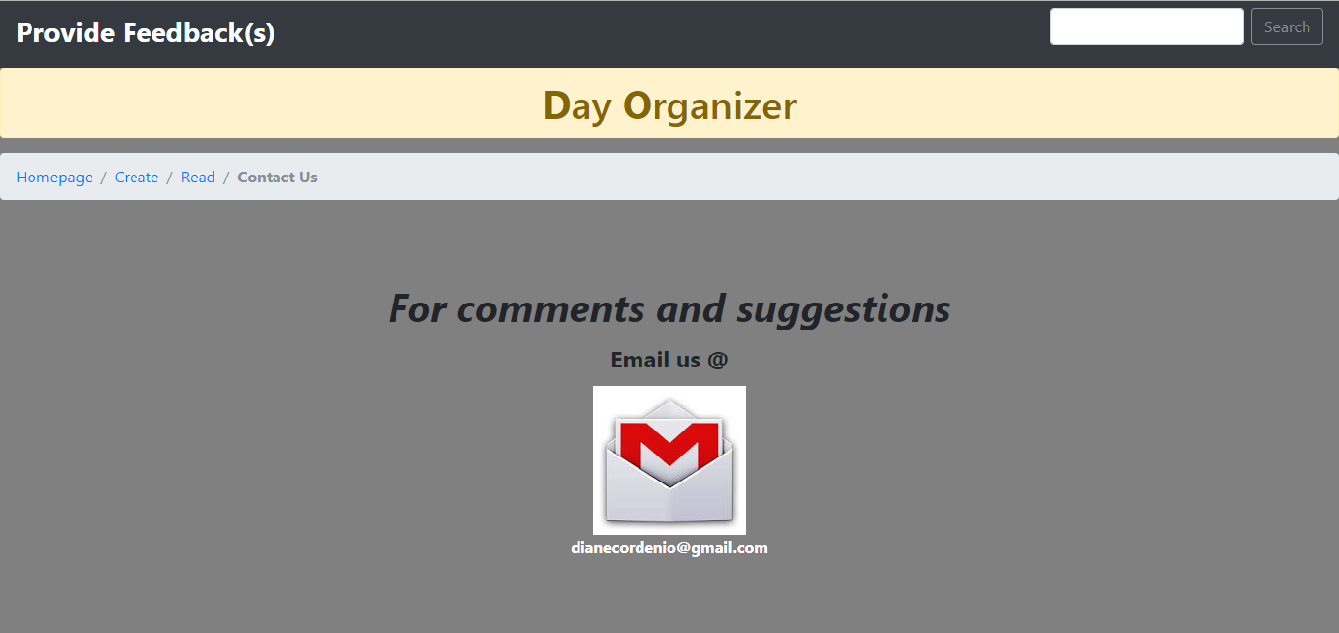 Provide Feedback(s)
Search
Day Organizer
Homepage / Create / Read / Contact Us
For comments and suggestions
Email us @
dianecordenio@gmail.com